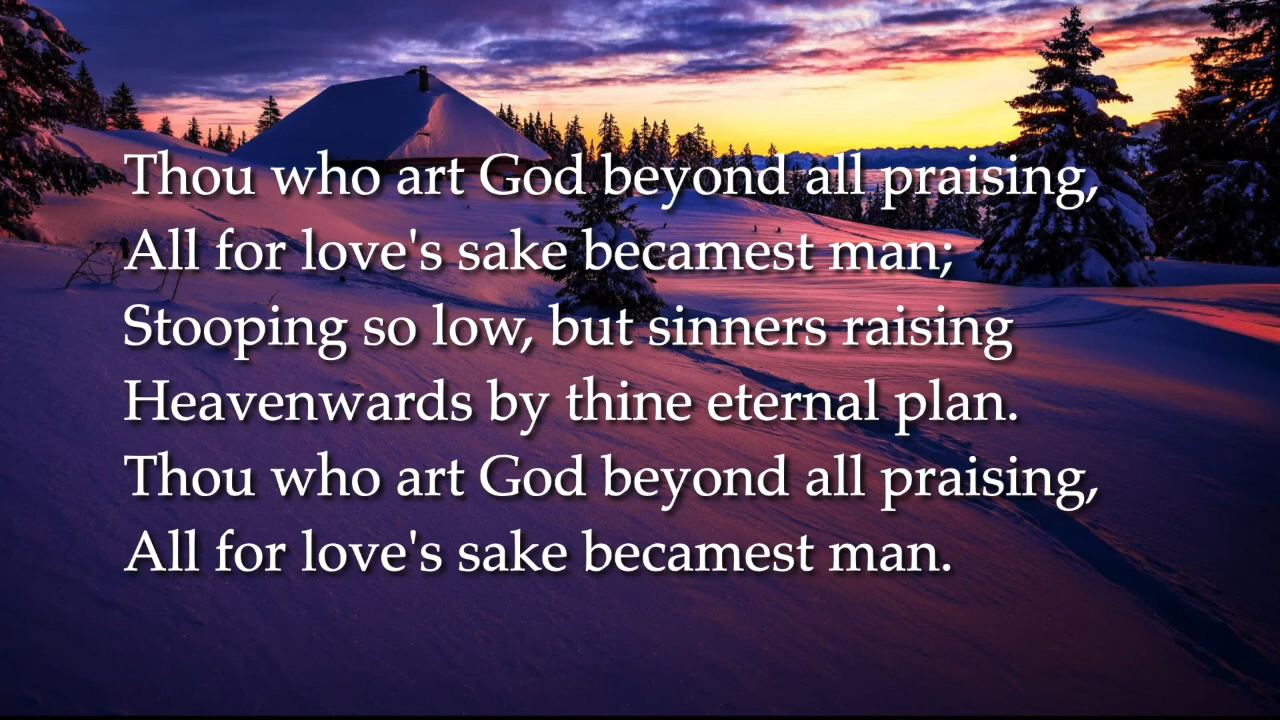 Thou who art God beyond all praising,
All for love's sake becamest man;
Stooping so low, but sinners raising
Heavenwards by thine eternal plan.
Thou who art God beyond all praising,
All for love's sake becamest man.